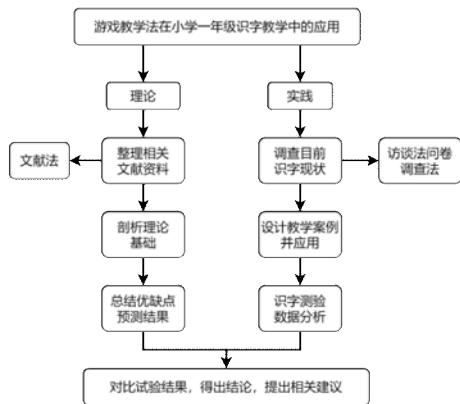 游戏教学法在小学一年级识字教学中的应用
理论
实践
文献法
整理相关
文献资料
调查目前
识字现状
访谈法问卷
调查法
剖析理论
基础
设计教学案例
并应用
总结优缺点
预测结果
识字测验
数据分析
对比试验结果，得出结论，提出相关建议